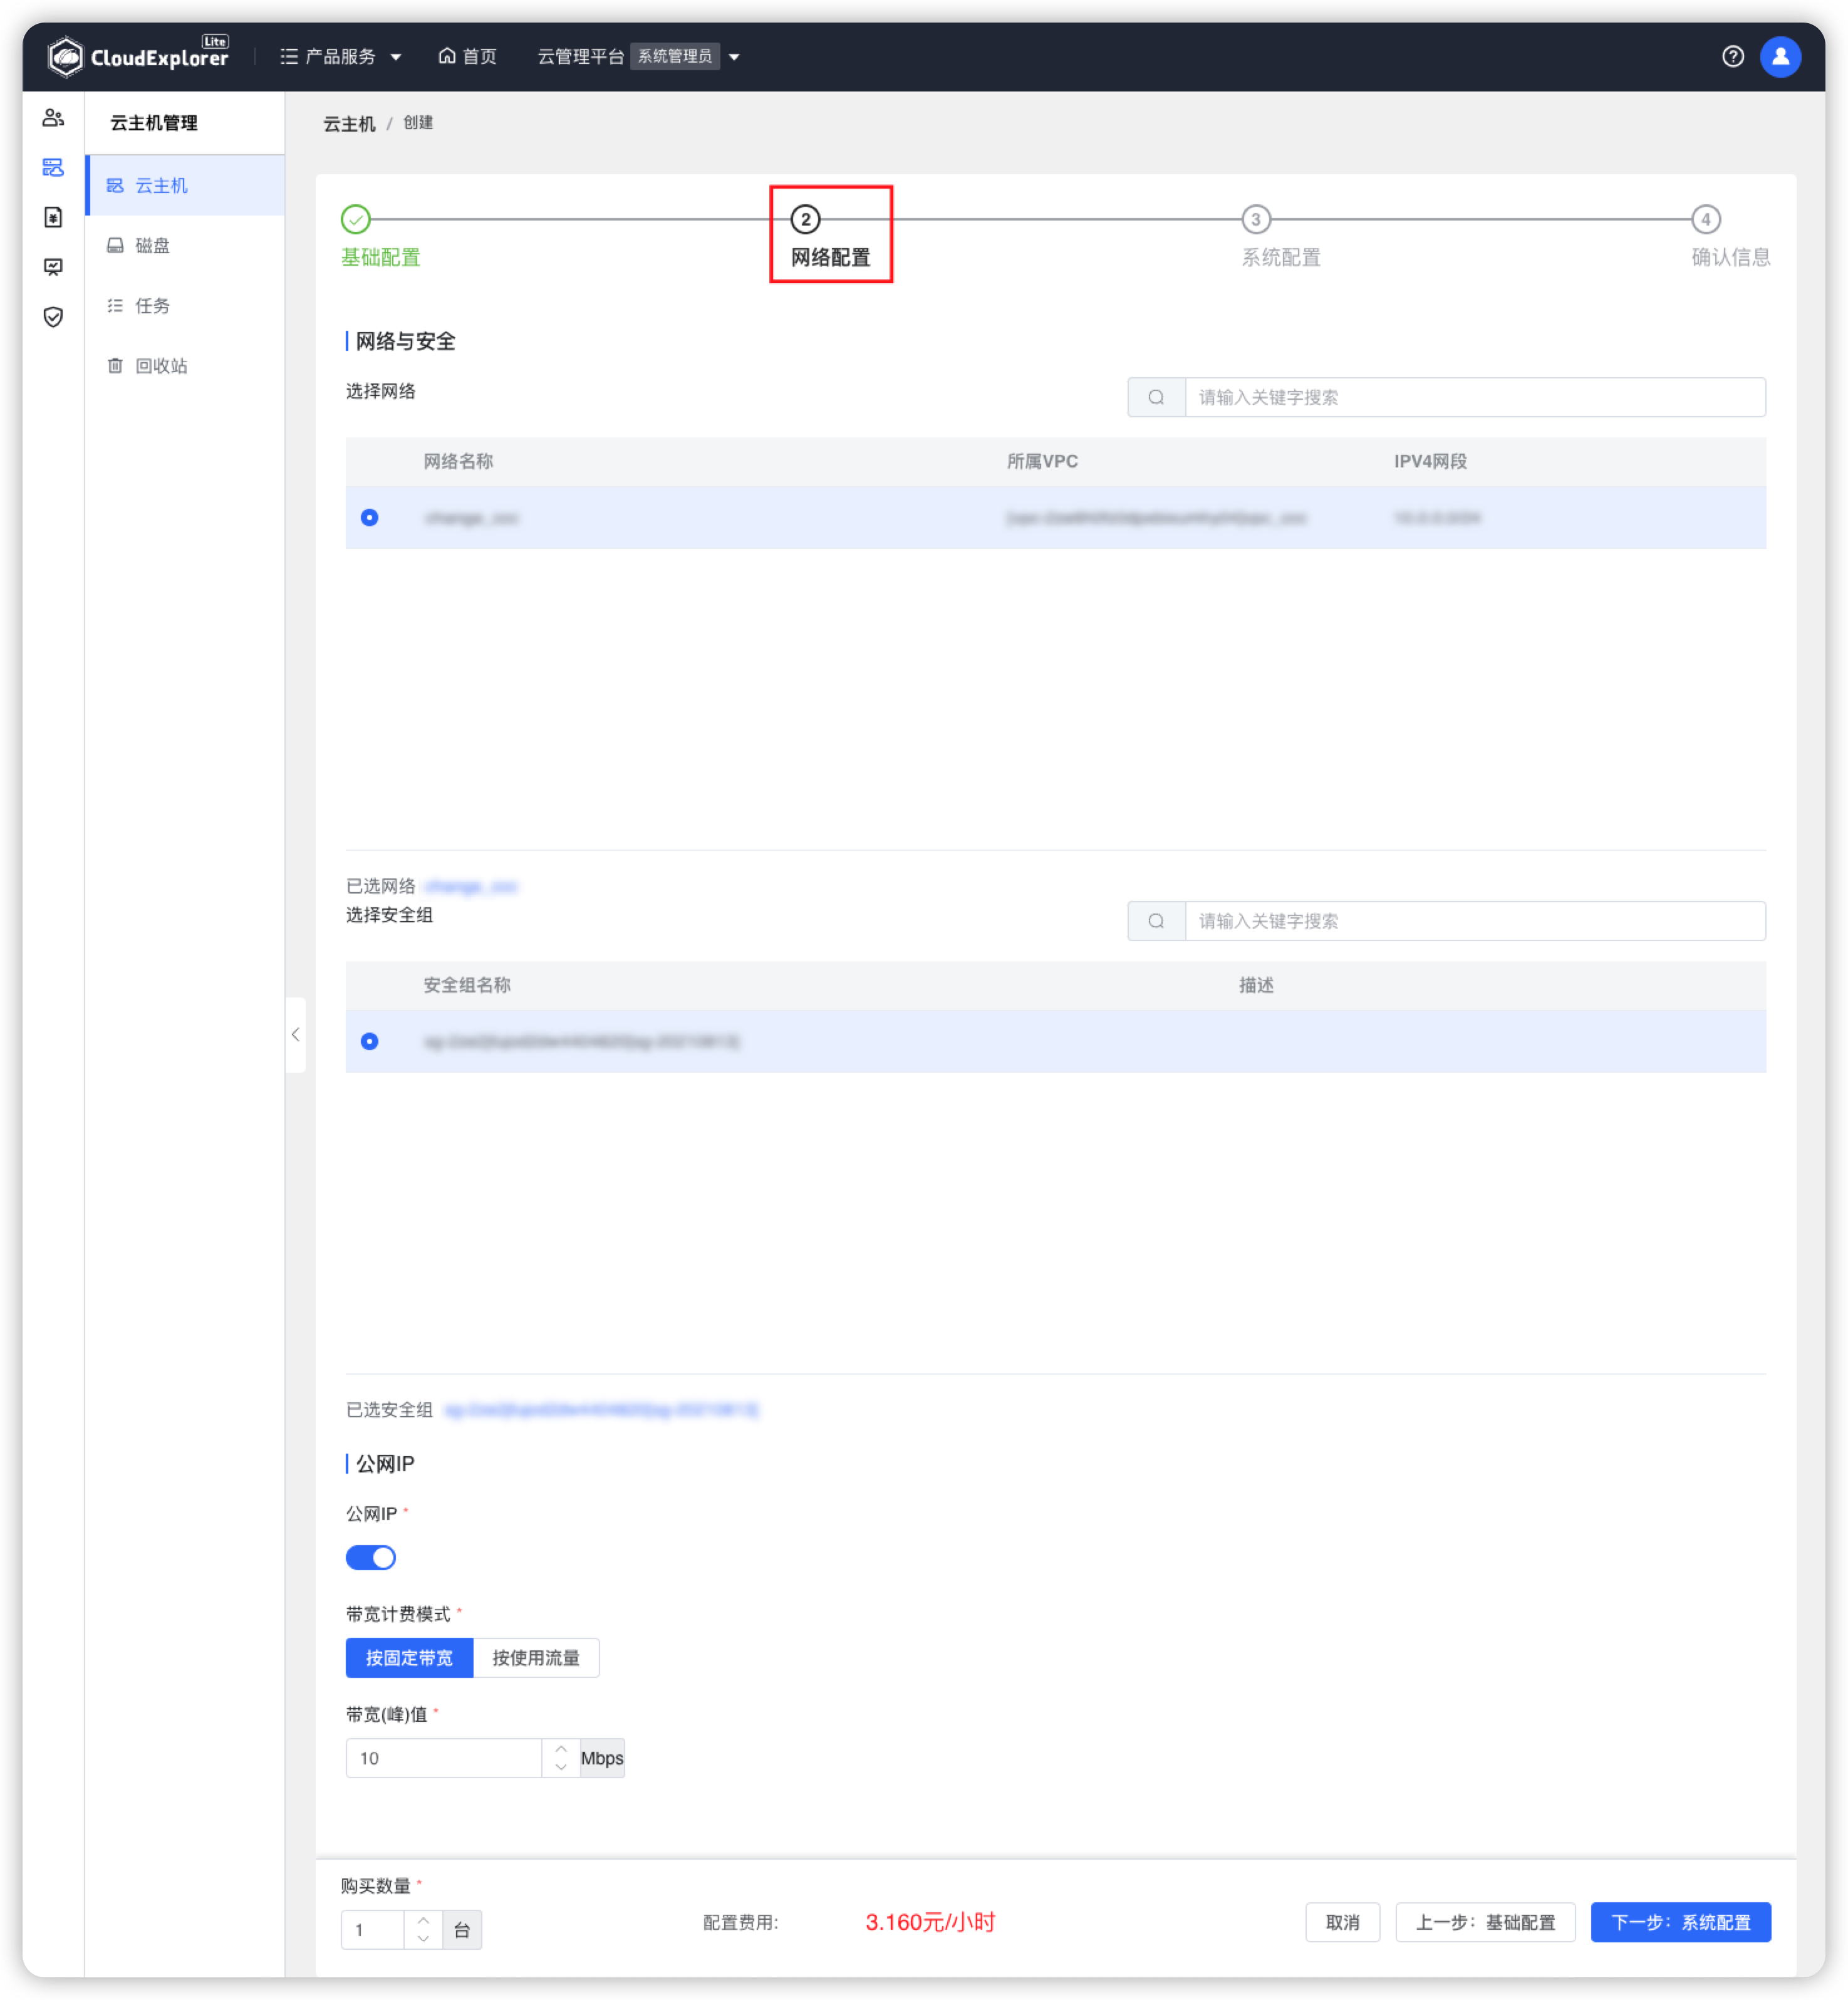 CloudExplorer Lite
产品服务
首页
云管理平台 系统管理员
云主机管理
云主机
磁盘
任务
回收站
云主机 / 创建
2 3 4
基础配置 网络配置 系统配置 确认信息
网络与安全
选择网络
请输入关键字搜索
网络名称 所属VPC IPV4网段
已选网络
选择安全组
请输入关键字搜索
安全组名称 描述
已选安全组
公网IP
公网IP *
带宽计费模式 *
按固定带宽 按使用流量
带宽(峰)值 *
10 Mbps
购买数量 *
1 台
配置费用: 3.160元/小时
取消 上一步：基础配置 下一步：系统配置